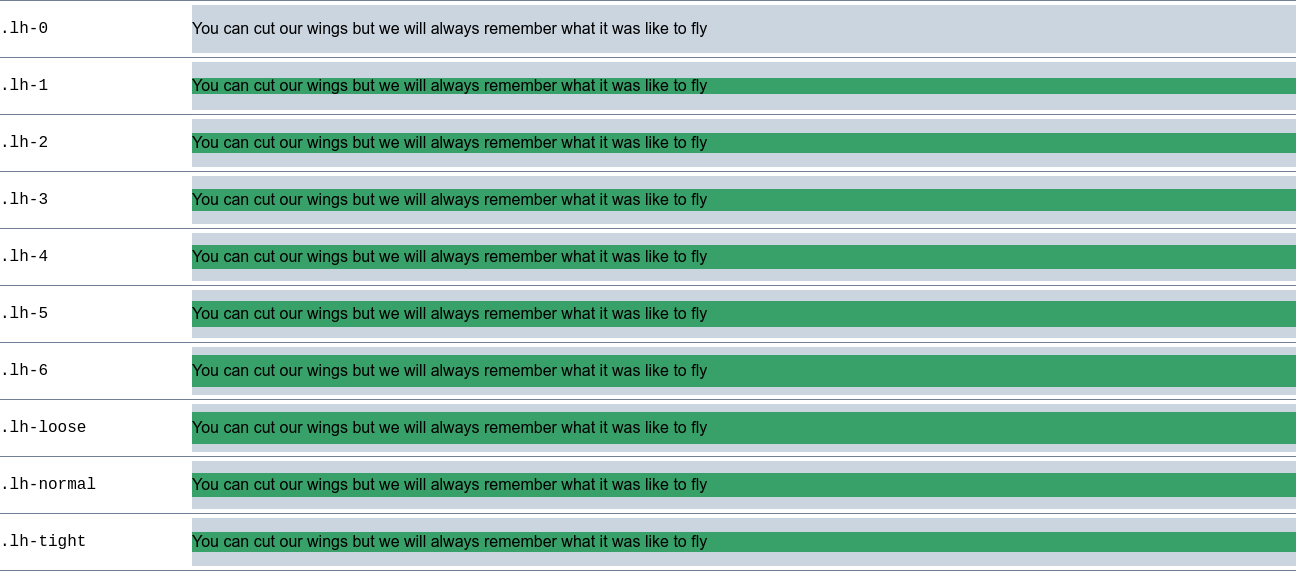 .lh-0 You can cut our wings but we will always remember what it was like to fly
.lh-1 You can cut our wings but we will always remember what it was like to fly
.lh-2 You can cut our wings but we will always remember what it was like to fly
.lh-3 You can cut our wings but we will always remember what it was like to fly
.lh-4 You can cut our wings but we will always remember what it was like to fly
.lh-5 You can cut our wings but we will always remember what it was like to fly
.lh-6 You can cut our wings but we will always remember what it was like to fly
.lh-loose You can cut our wings but we will always remember what it was like to fly
.lh-normal You can cut our wings but we will always remember what it was like to fly
.lh-tight You can cut our wings but we will always remember what it was like to fly